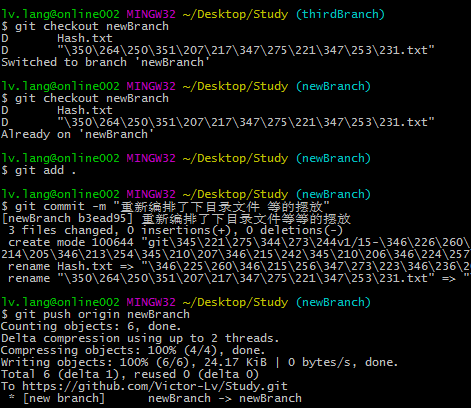 lv.lang@online002 MINGW32 ~/Desktop/Study (thirdBranch)
$ git checkout newBranch
D       Hash.txt
D       "\350\264\250\351\207\217\347\275\221\347\253\231.txt"
Switched to branch 'newBranch'
lv.lang@online002 MINGW32 ~/Desktop/Study (newBranch)
$ git checkout newBranch
D       Hash.txt
D       "\350\264\250\351\207\217\347\275\221\347\253\231.txt"
Already on 'newBranch'
lv.lang@online002 MINGW32 ~/Desktop/Study (newBranch)
$ git add .
lv.lang@online002 MINGW32 ~/Desktop/Study (newBranch)
$ git commit -m "重新编排了下目录文件 等的摆放"
[newBranch b3ead95] 重新编排了下目录文件等等的摆放
 3 files changed, 0 insertions(+), 0 deletions(-)
 create mode 100644 "git\345\221\275\344\273\244v1/15-\346\226\260\
214\205\346\213\254\345\210\207\346\215\242\345\210\206\346\224\257
 rename Hash.txt => "\346\225\260\346\215\256\347\273\223\346\236\26
 rename "\350\264\250\351\207\217\347\275\221\347\253\231.txt" => "
lv.lang@online002 MINGW32 ~/Desktop/Study (newBranch)
$ git push origin newBranch
Counting objects: 6, done.
Delta compression using up to 2 threads.
Compressing objects: 100% (4/4), done.
Writing objects: 100% (6/6), 24.17 KiB | 0 bytes/s, done.
Total 6 (delta 1), reused 0 (delta 0)
To https://github.com/Victor-Lv/Study.git
 * [new branch]      newBranch -> newBranch